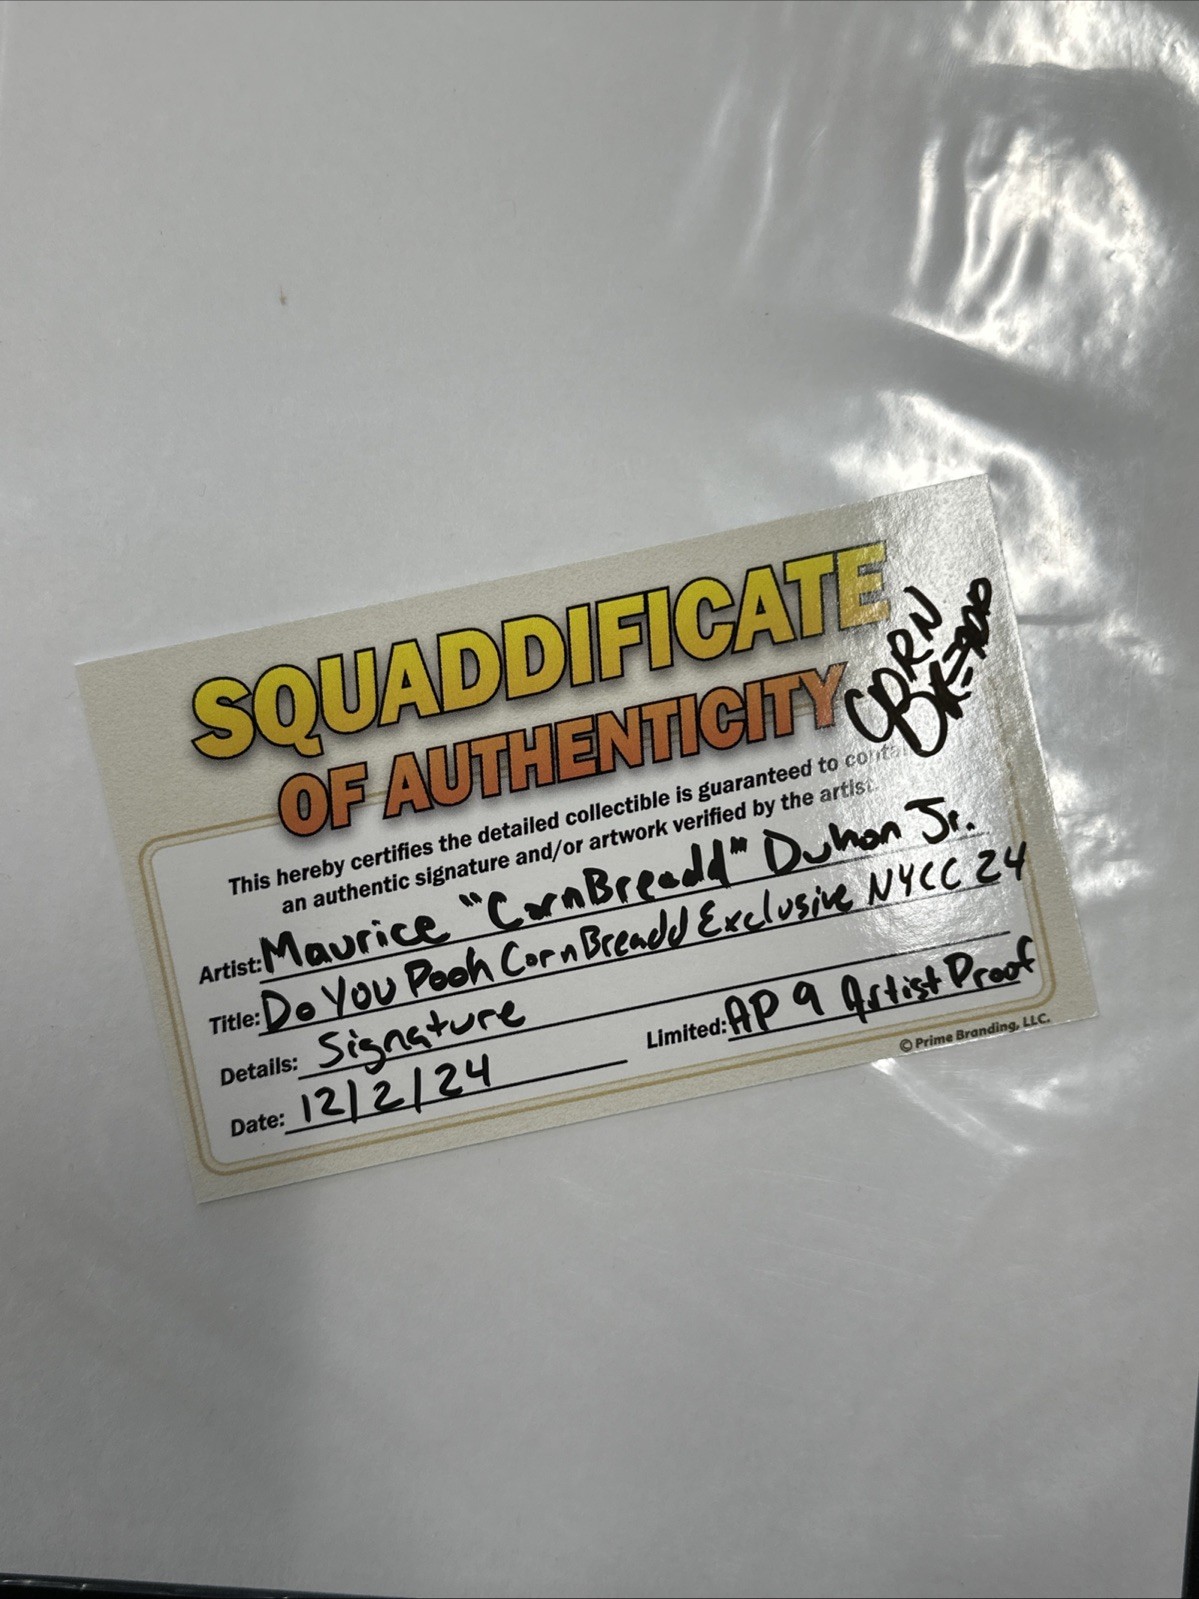 SQUADDIFICATE
OF AUTHENTICITY
CORN
This hereby certifies the detailed collectible is guaranteed to contain
an authentic signature and/or artwork verified by the artist.
Artist: Maurice "CornBreadd" Duhon Jr.
Title: Do You Pooh CornBreadd Exclusive NYCC 24
Details: Signature
Limited: AP 9 Artist Proof
Date: 12/2/24
© Prime Branding, LLC.